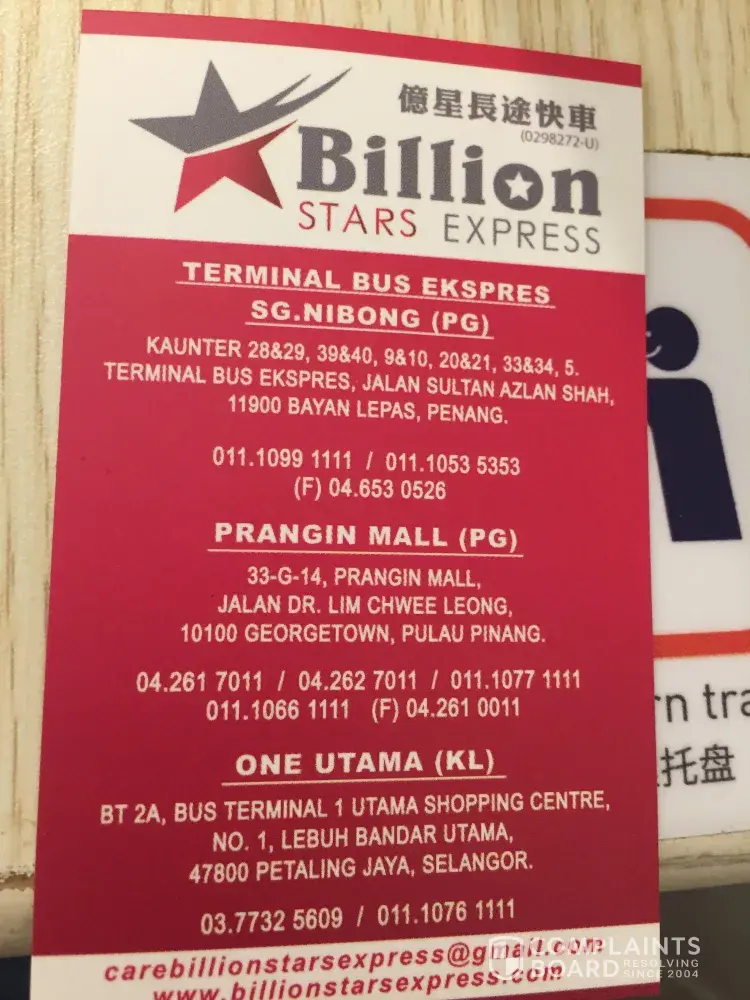 億星長途快車
(0298272-U)
Billion
STARS EXPRESS
TERMINAL BUS EKSPRES
SG.NIBONG (PG)
KAUNTER 28&29, 39&40, 9&10, 20&21, 33&34, 5.
TERMINAL BUS EKSPRES, JALAN SULTAN AZLAN SHAH,
11900 BAYAN LEPAS, PENANG.
011.1099 1111 / 011.1053 5353
(F) 04.653 0526
PRANGIN MALL (PG)
33-G-14, PRANGIN MALL,
JALAN DR. LIM CHWEE LEONG,
10100 GEORGETOWN, PULAU PINANG.
04.261 7011 / 04.262 7011 / 011.1077 1111
011.1066 1111 (F) 04.261 0011
ONE UTAMA (KL)
BT 2A, BUS TERMINAL 1 UTAMA SHOPPING CENTRE,
NO. 1, LEBUH BANDAR UTAMA,
47800 PETALING JAYA, SELANGOR.
03.7732 5609 / 011.1076 1111
carebillionstarsexpress@gmail.com
www.billionstarsexpress.com
rn tra
托盘
COMPLAINTS
BOARD RESOLVING
SINCE 2004